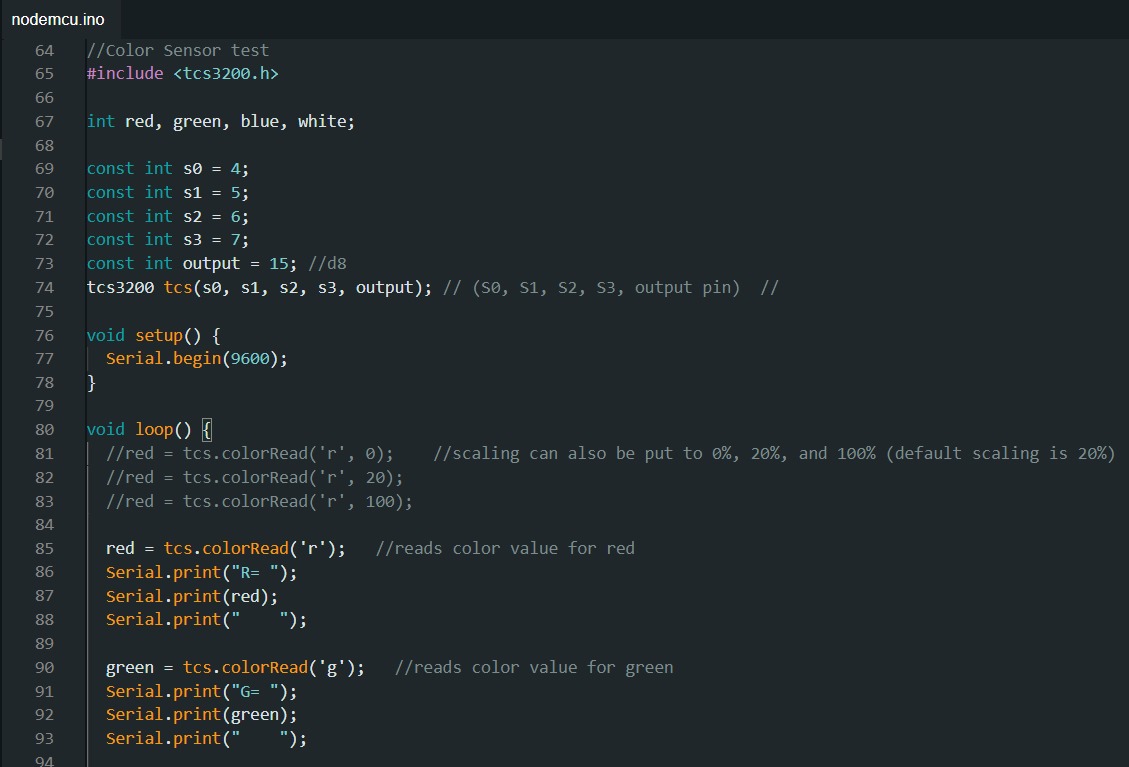 nodemcu.ino
64 //Color Sensor test
65 #include <tcs3200.h>
66
67 int red, green, blue, white;
68
69 const int s0 = 4;
70 const int s1 = 5;
71 const int s2 = 6;
72 const int s3 = 7;
73 const int output = 15; //d8
74 tcs3200 tcs(s0, s1, s2, s3, output); // (S0, S1, S2, S3, output pin)  //
75
76 void setup() {
77   Serial.begin(9600);
78 }
79
80 void loop() {
81   //red = tcs.colorRead('r', 0);    //scaling can also be put to 0%, 20%, and 100% (default scaling is 20%)
82   //red = tcs.colorRead('r', 20);
83   //red = tcs.colorRead('r', 100);
84
85   red = tcs.colorRead('r');   //reads color value for red
86   Serial.print("R= ");
87   Serial.print(red);
88   Serial.print("    ");
89
90   green = tcs.colorRead('g');   //reads color value for green
91   Serial.print("G= ");
92   Serial.print(green);
93   Serial.print("    ");
94